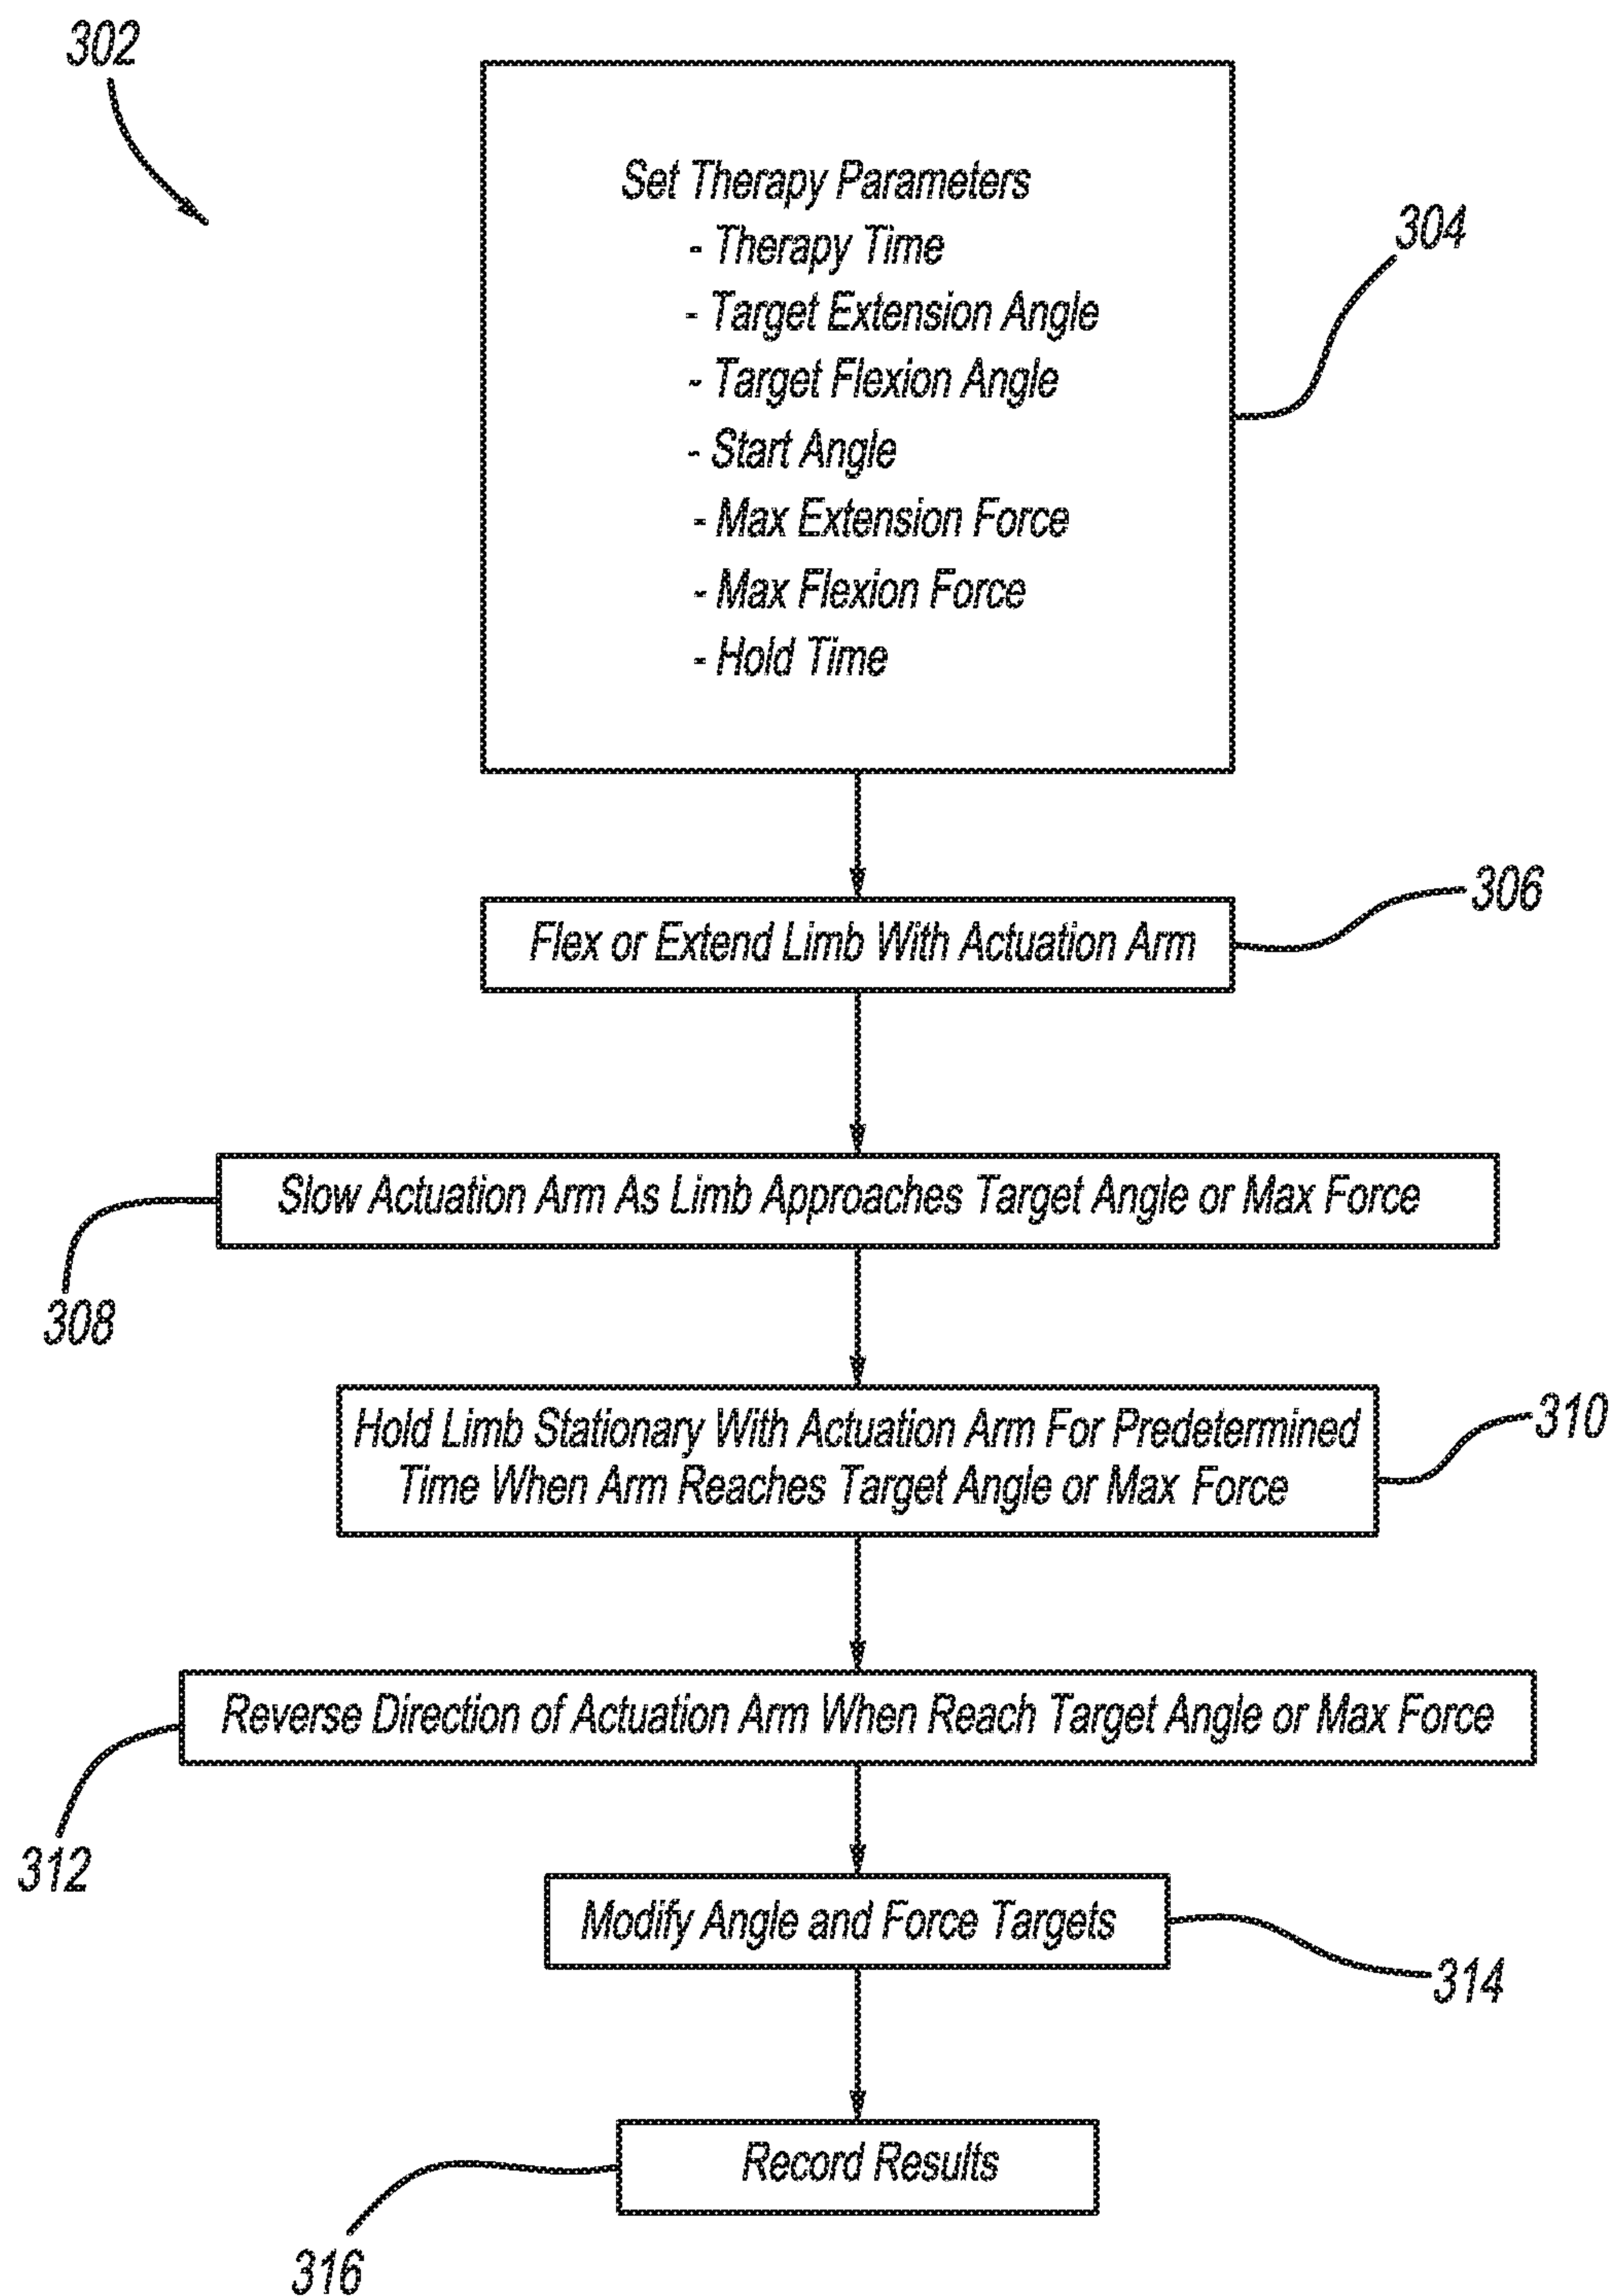 302
Set Therapy Parameters
- Therapy Time
304
- Target Extension Angle
- Target Flexion Angle
- Start Angle
- Max Extension Force
- Max Flexion Force
- Hold Time
306
Flex or Extend Limb With Actuation Arm
Slow Actuation Arm As Limb Approaches Target Angle or Max Force
308
Hold Limb Stationary With Actuation Arm For Predetermined
310
Time When Arm Reaches Target Angle or Max Force
Reverse Direction of Actuation Arm When Reach Target Angle or Max Force
312
Modify Angle and Force Targets
314
Record Results
316